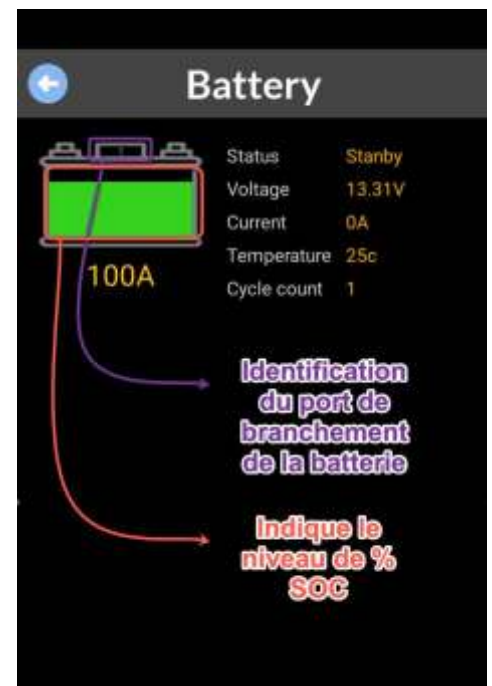 Battery
Status Stanby
Voltage 13.31V
Current 0A
Temperature 25c
Cycle count 1
100A
Identification
du port de
branchement
de la batterie
Indique le
niveau de %
SOC